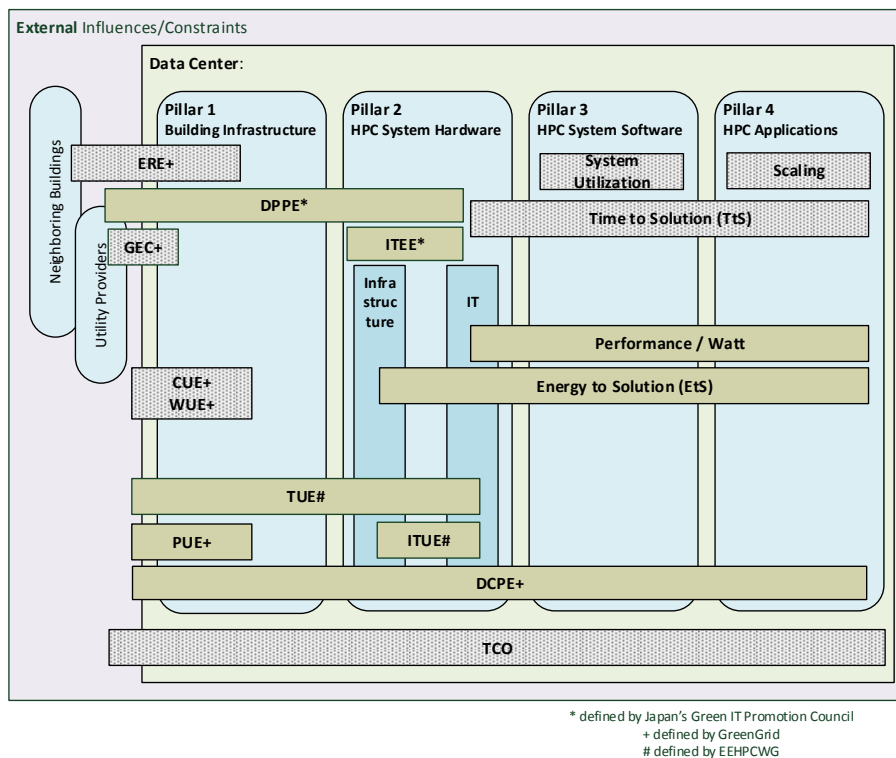 External Influences/Constraints
Data Center:
Pillar 1
Building Infrastructure
Pillar 2
HPC System Hardware
Pillar 3
HPC System Software
Pillar 4
HPC Applications
Neighboring Buildings
Utility Providers
ERE+
System
Utilization
Scaling
DPPE*
Time to Solution (TtS)
GEC+
ITEE*
Infra
struc
ture
IT
Performance / Watt
CUE+
WUE+
Energy to Solution (EtS)
TUE#
PUE+
ITUE#
DCPE+
TCO
* defined by Japan's Green IT Promotion Council
+ defined by GreenGrid
# defined by EEHPCWG